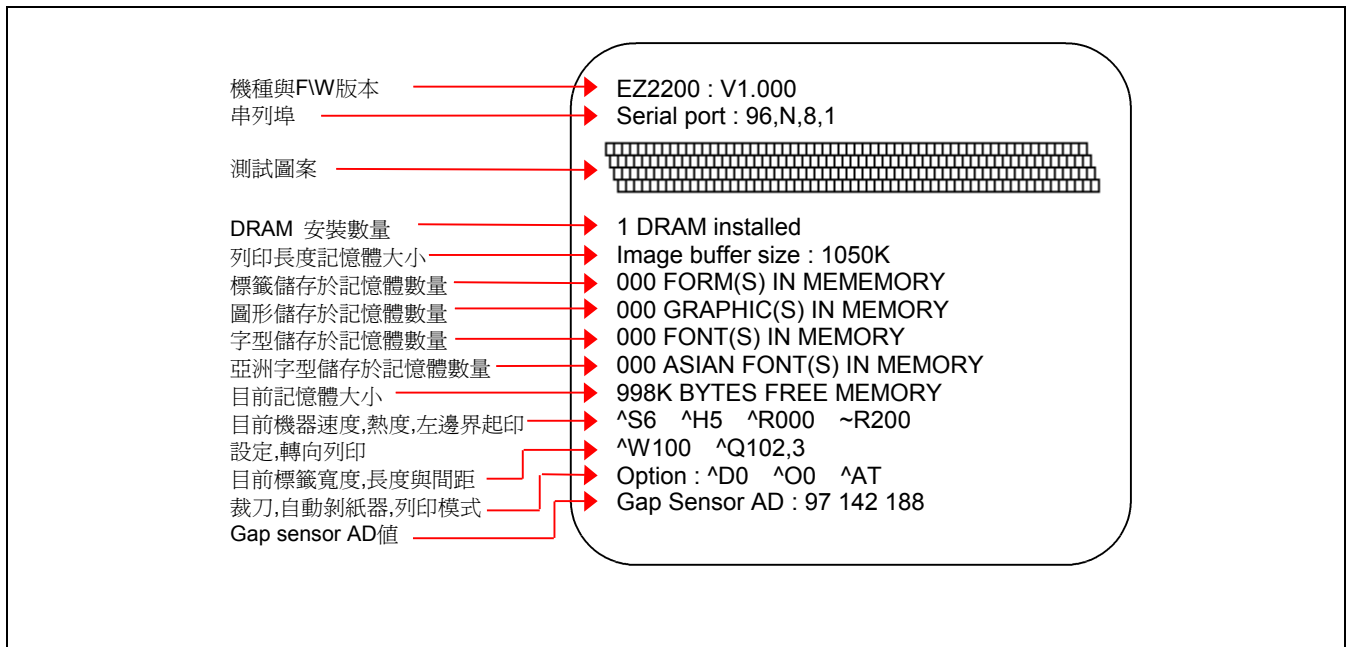 機種與F\W版本
EZ2200 : V1.000
串列埠
Serial port : 96,N,8,1
測試圖案
DRAM 安裝數量
1 DRAM installed
列印長度記憶體大小
Image buffer size : 1050K
標籤儲存於記憶體數量
000 FORM(S) IN MEMEMORY
圖形儲存於記憶體數量
000 GRAPHIC(S) IN MEMORY
字型儲存於記憶體數量
000 FONT(S) IN MEMORY
亞洲字型儲存於記憶體數量
000 ASIAN FONT(S) IN MEMORY
目前記憶體大小
998K BYTES FREE MEMORY
目前機器速度,熱度,左邊界起印
設定,轉向列印
^S6 ^H5 ^R000 ~R200
目前標籤寬度,長度與間距
^W100 ^Q102,3
裁刀,自動剝紙器,列印模式
Option : ^D0 ^O0 ^AT
Gap sensor AD值
Gap Sensor AD : 97 142 188